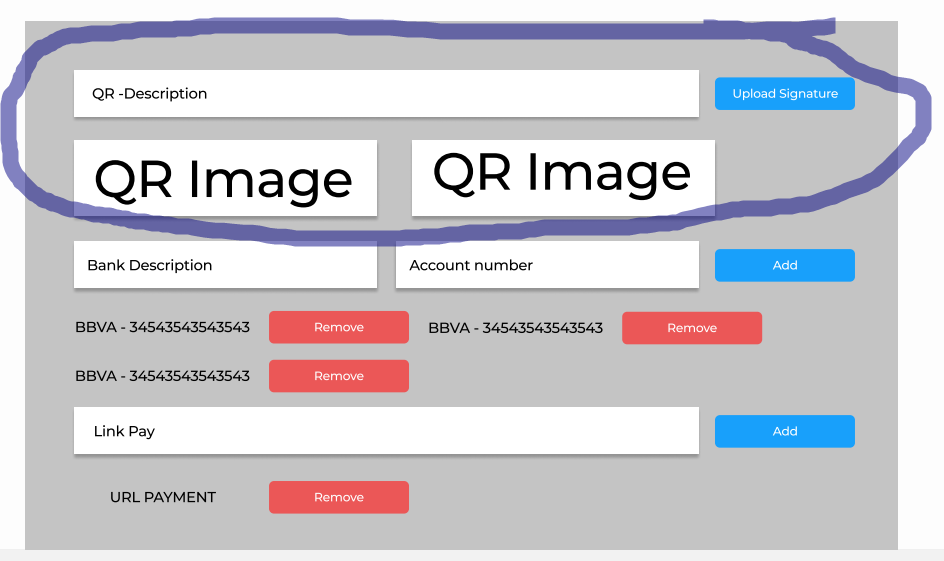 QR -Description Upload Signature
QR Image QR Image
Bank Description Account number Add
BBVA - 34543543543543 Remove BBVA - 34543543543543 Remove
BBVA - 34543543543543 Remove
Link Pay Add
URL PAYMENT Remove